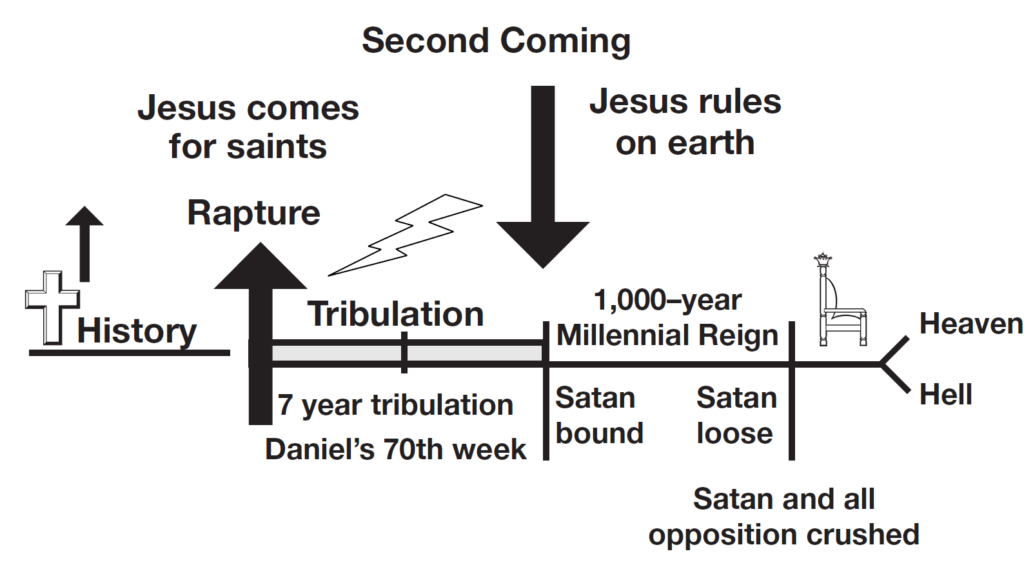 Second Coming
Jesus comes
for saints
Jesus rules
on earth
Rapture
History
Tribulation
1,000–year
Millennial Reign
Heaven
Hell
7 year tribulation
Daniel's 70th week
Satan
bound
Satan
loose
Satan and all
opposition crushed